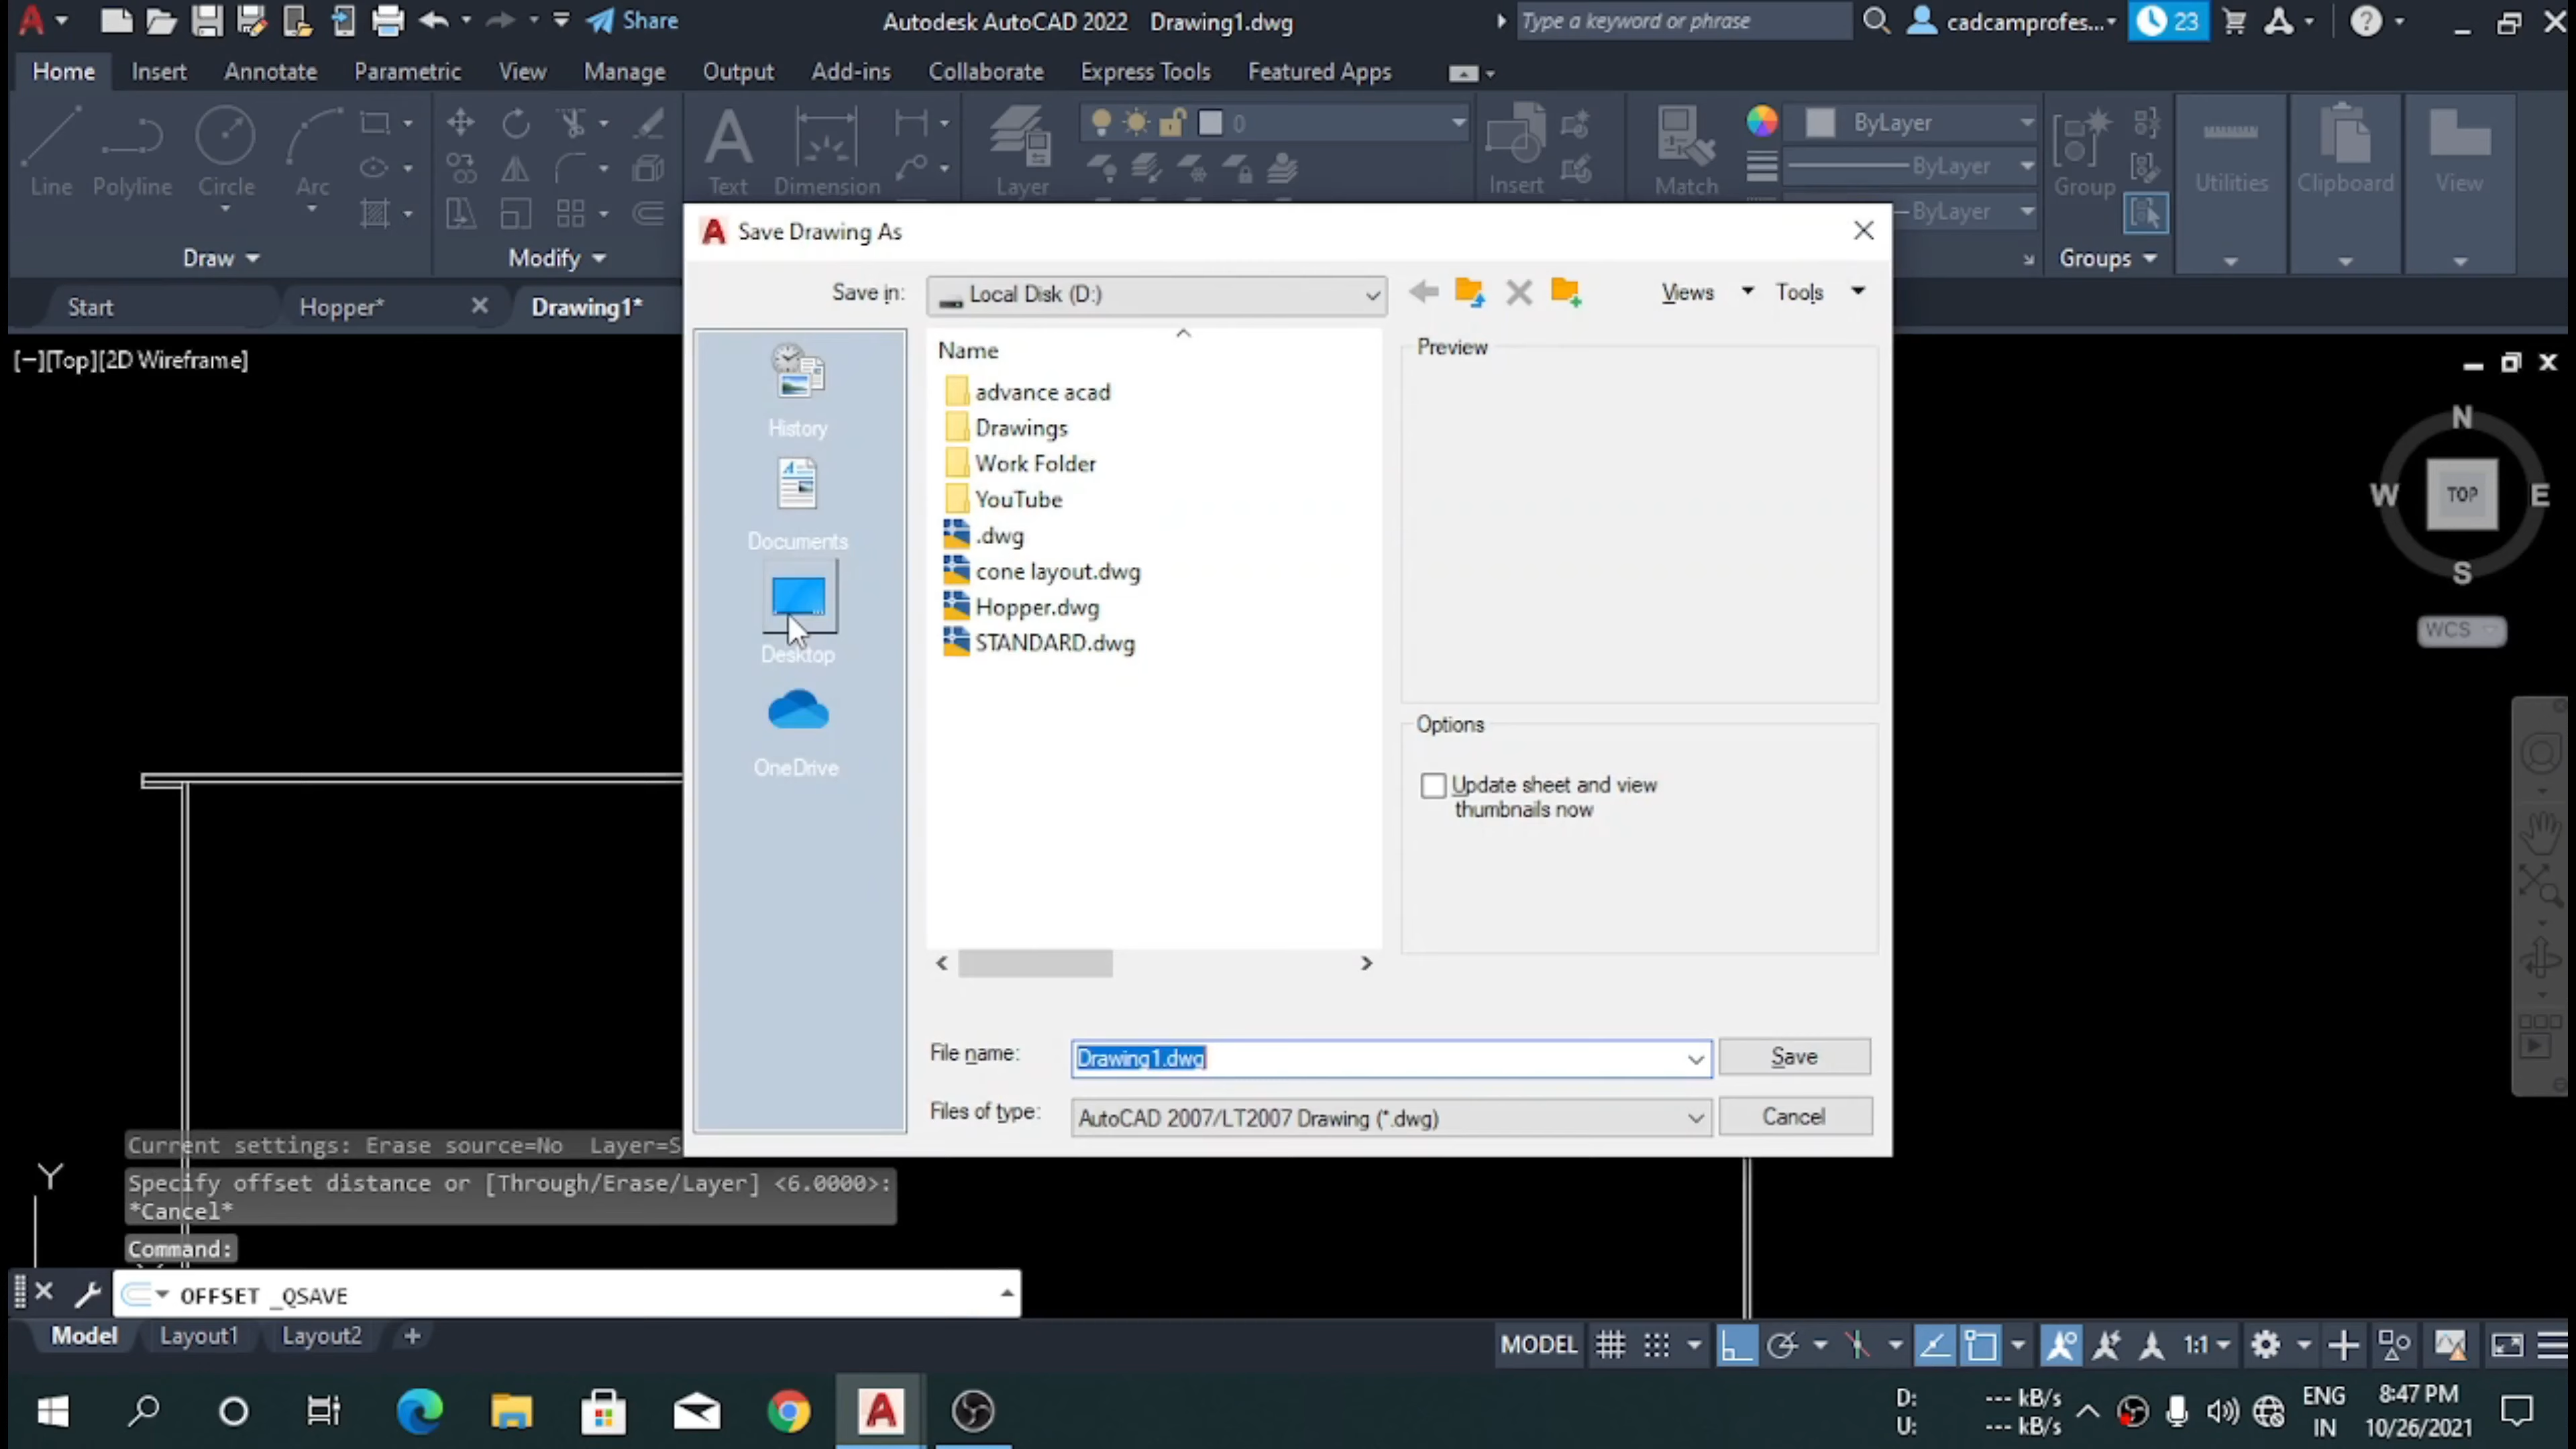 Share
Autodesk AutoCAD 2022 Drawing1.dwg
Type a keyword or phrase
cadcamprofes...
23
Home Insert Annotate Parametric View Manage Output Add-ins Collaborate Express Tools Featured Apps
0
ByLayer
ByLayer
ByLayer
Line Polyline Circle Arc
Text Dimension Layer
Insert Match
Group Utilities Clipboard View
Draw Modify
Groups
Start Hopper* Drawing1*
[−][Top][2D Wireframe]
Save Drawing As
Save in: Local Disk (D:)
Views Tools
History
Documents
Desktop
OneDrive
Name
advance acad
Drawings
Work Folder
YouTube
.dwg
cone layout.dwg
Hopper.dwg
STANDARD.dwg
Preview
Options
Update sheet and view
thumbnails now
File name: Drawing1.dwg Save
Files of type: AutoCAD 2007/LT2007 Drawing (*.dwg) Cancel
N
W TOP E
S
WCS
Current settings: Erase source=No Layer=S
Specify offset distance or [Through/Erase/Layer] <6.0000>:
*Cancel*
Command:
Y
OFFSET _QSAVE
Model Layout1 Layout2
MODEL 1:1
D: --- kB/s
U: --- kB/s
ENG
IN
8:47 PM
10/26/2021